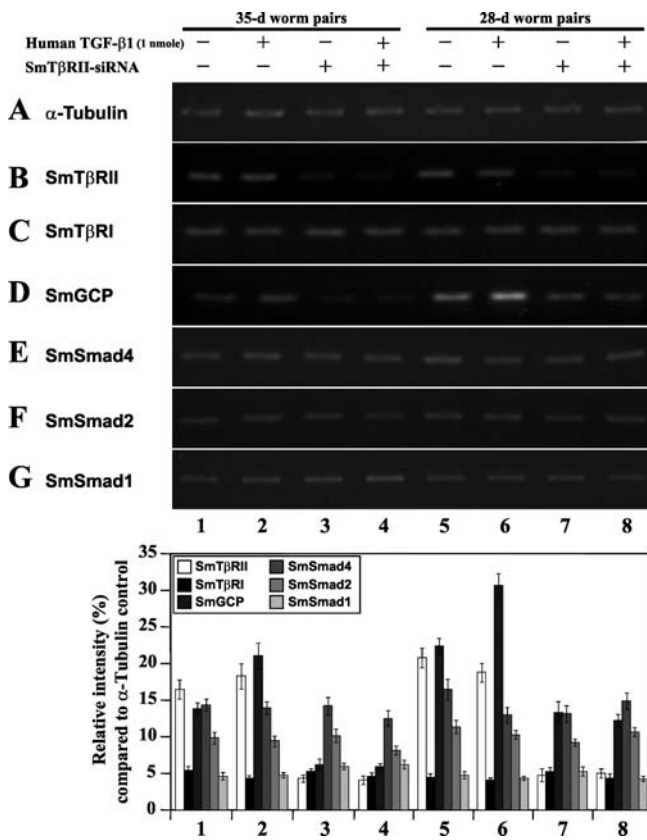 35-d worm pairs 28-d worm pairs
Human TGF-β1 (1 nmole) − + − + − + − +
SmTβRII-siRNA − − + + − − + +
A α-Tubulin
B SmTβRII
C SmTβRI
D SmGCP
E SmSmad4
F SmSmad2
G SmSmad1
1 2 3 4 5 6 7 8
Relative intensity (%)
compared to α-Tubulin control
35
30
25
20
15
10
5
0
SmTβRII SmSmad4
SmTβRI SmSmad2
SmGCP SmSmad1
1 2 3 4 5 6 7 8